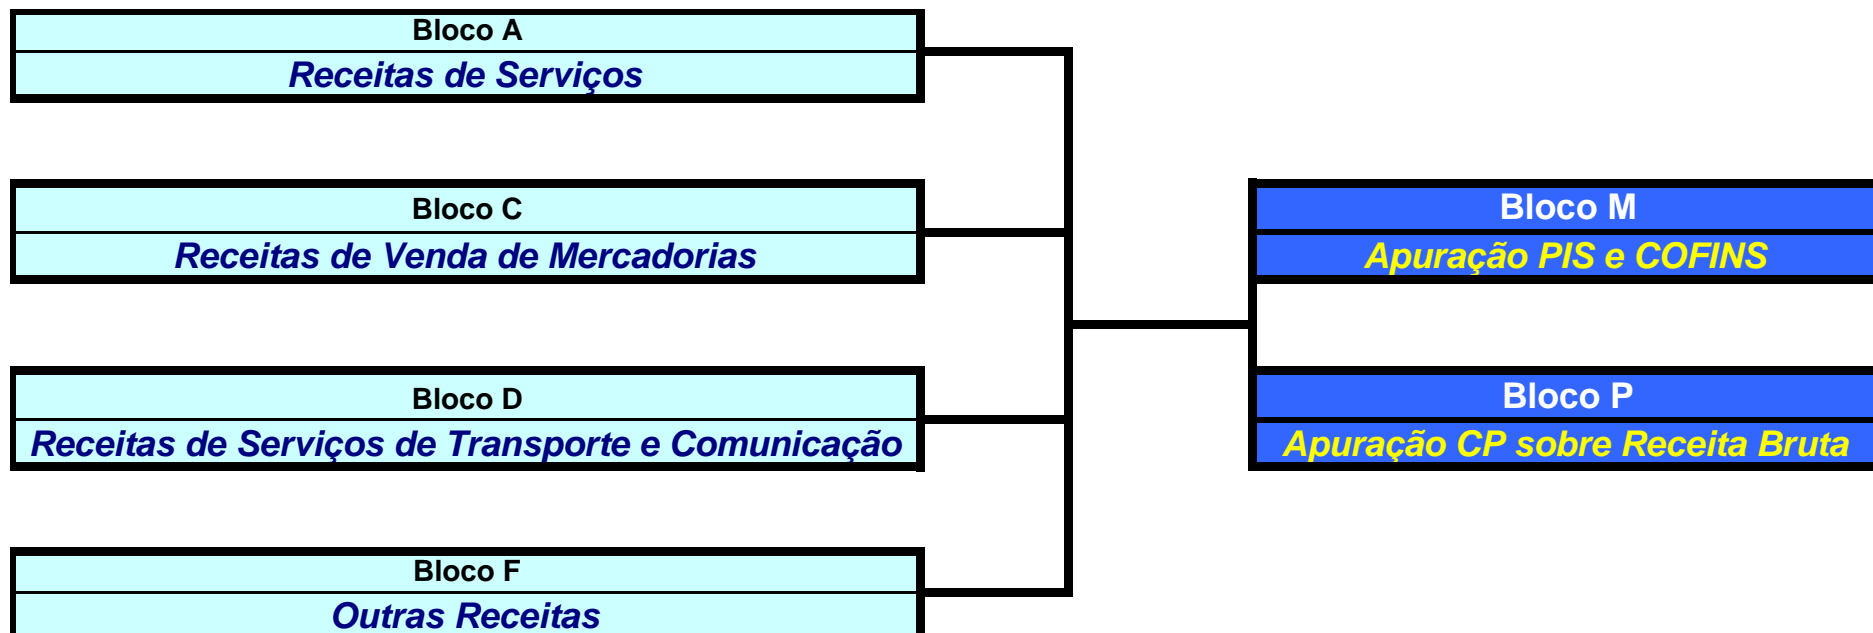 Bloco A
Receitas de Serviços
Bloco C
Receitas de Venda de Mercadorias
Bloco D
Receitas de Serviços de Transporte e Comunicação
Bloco F
Outras Receitas
Bloco M
Apuração PIS e COFINS
Bloco P
Apuração CP sobre Receita Bruta